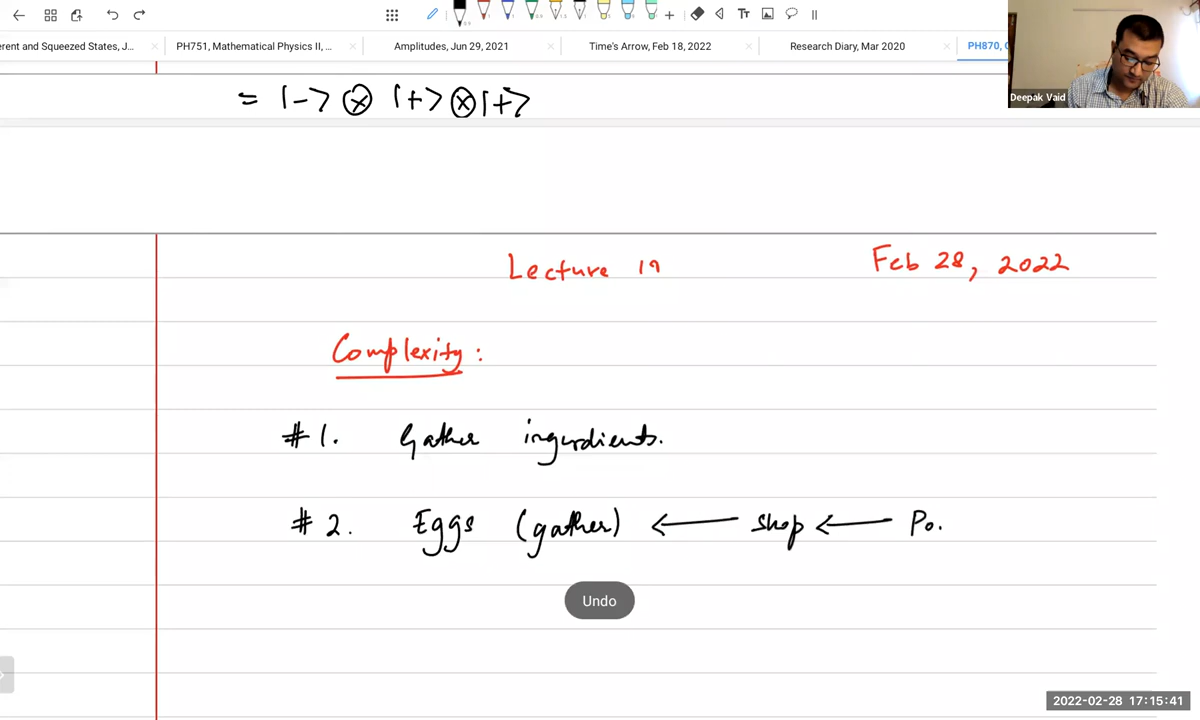 TT
erent and Squeezed States, J... × PH751, Mathematical Physics II, ... × Amplitudes, Jun 29, 2021 × Time's Arrow, Feb 18, 2022 × Research Diary, Mar 2020 × PH870, Q
Deepak Vaid
= |-> ⊗ |+> ⊗ |+>
Lecture 19 Feb 28, 2022
Complexity:
#1. Gather ingredients.
#2. Eggs (gather) ← shop ← Po.
Undo
2022-02-28 17:15:41